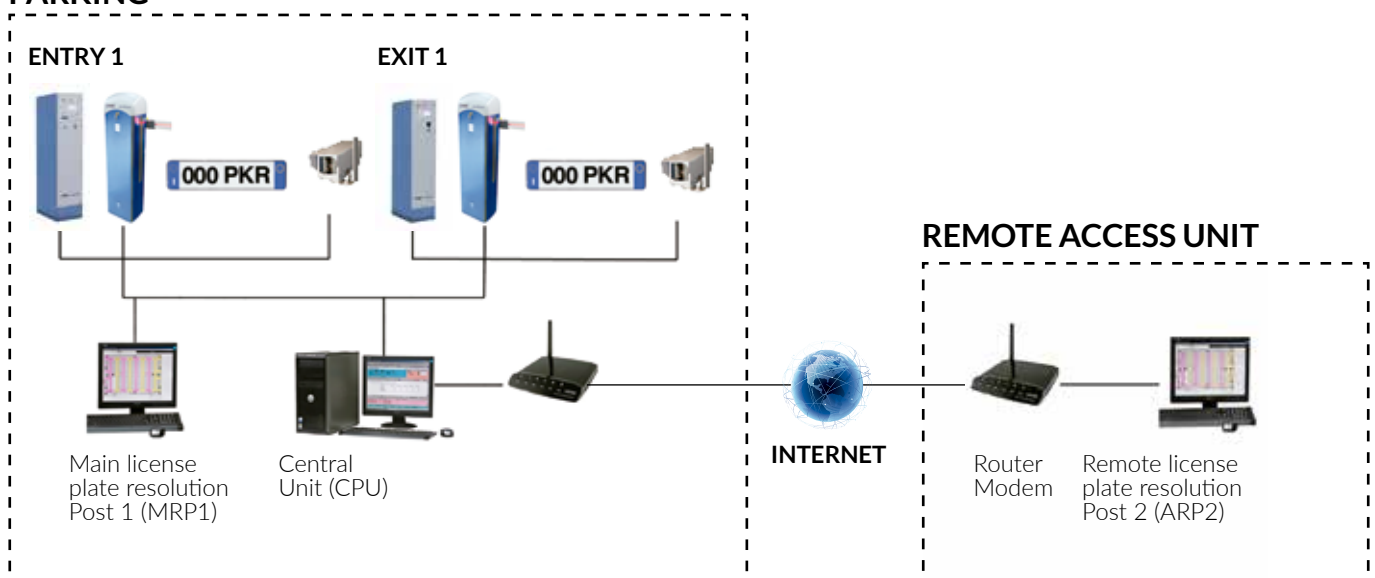 PARKING
ENTRY 1
EXIT 1
000 PKR
000 PKR
REMOTE ACCESS UNIT
INTERNET
Main license
plate resolution
Post 1 (MRP1)
Central
Unit (CPU)
Router
Modem
Remote license
plate resolution
Post 2 (ARP2)